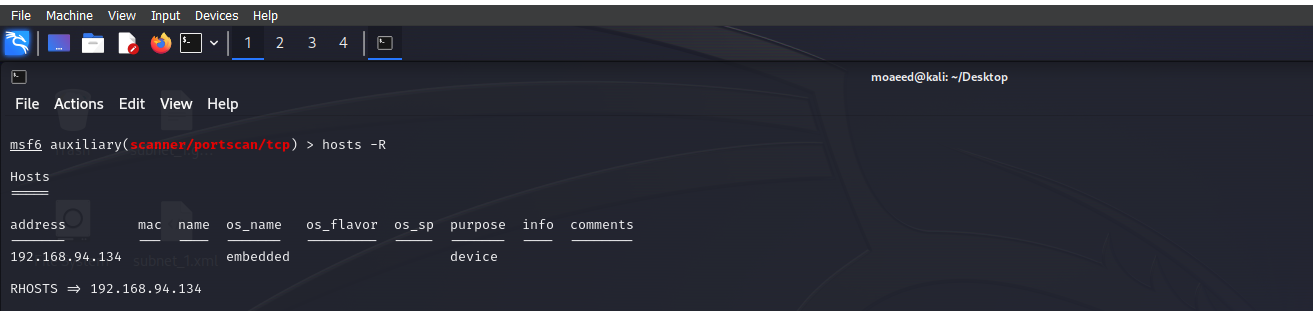 File Machine View Input Devices Help
1 2 3 4
moaeed@kali: ~/Desktop
File Actions Edit View Help
msf6 auxiliary(scanner/portscan/tcp) > hosts -R
Hosts
=====
address mac name os_name os_flavor os_sp purpose info comments
------- --- ---- ------- --------- ----- ------- ---- --------
192.168.94.134 embedded device
subnet_1.xml
RHOSTS => 192.168.94.134